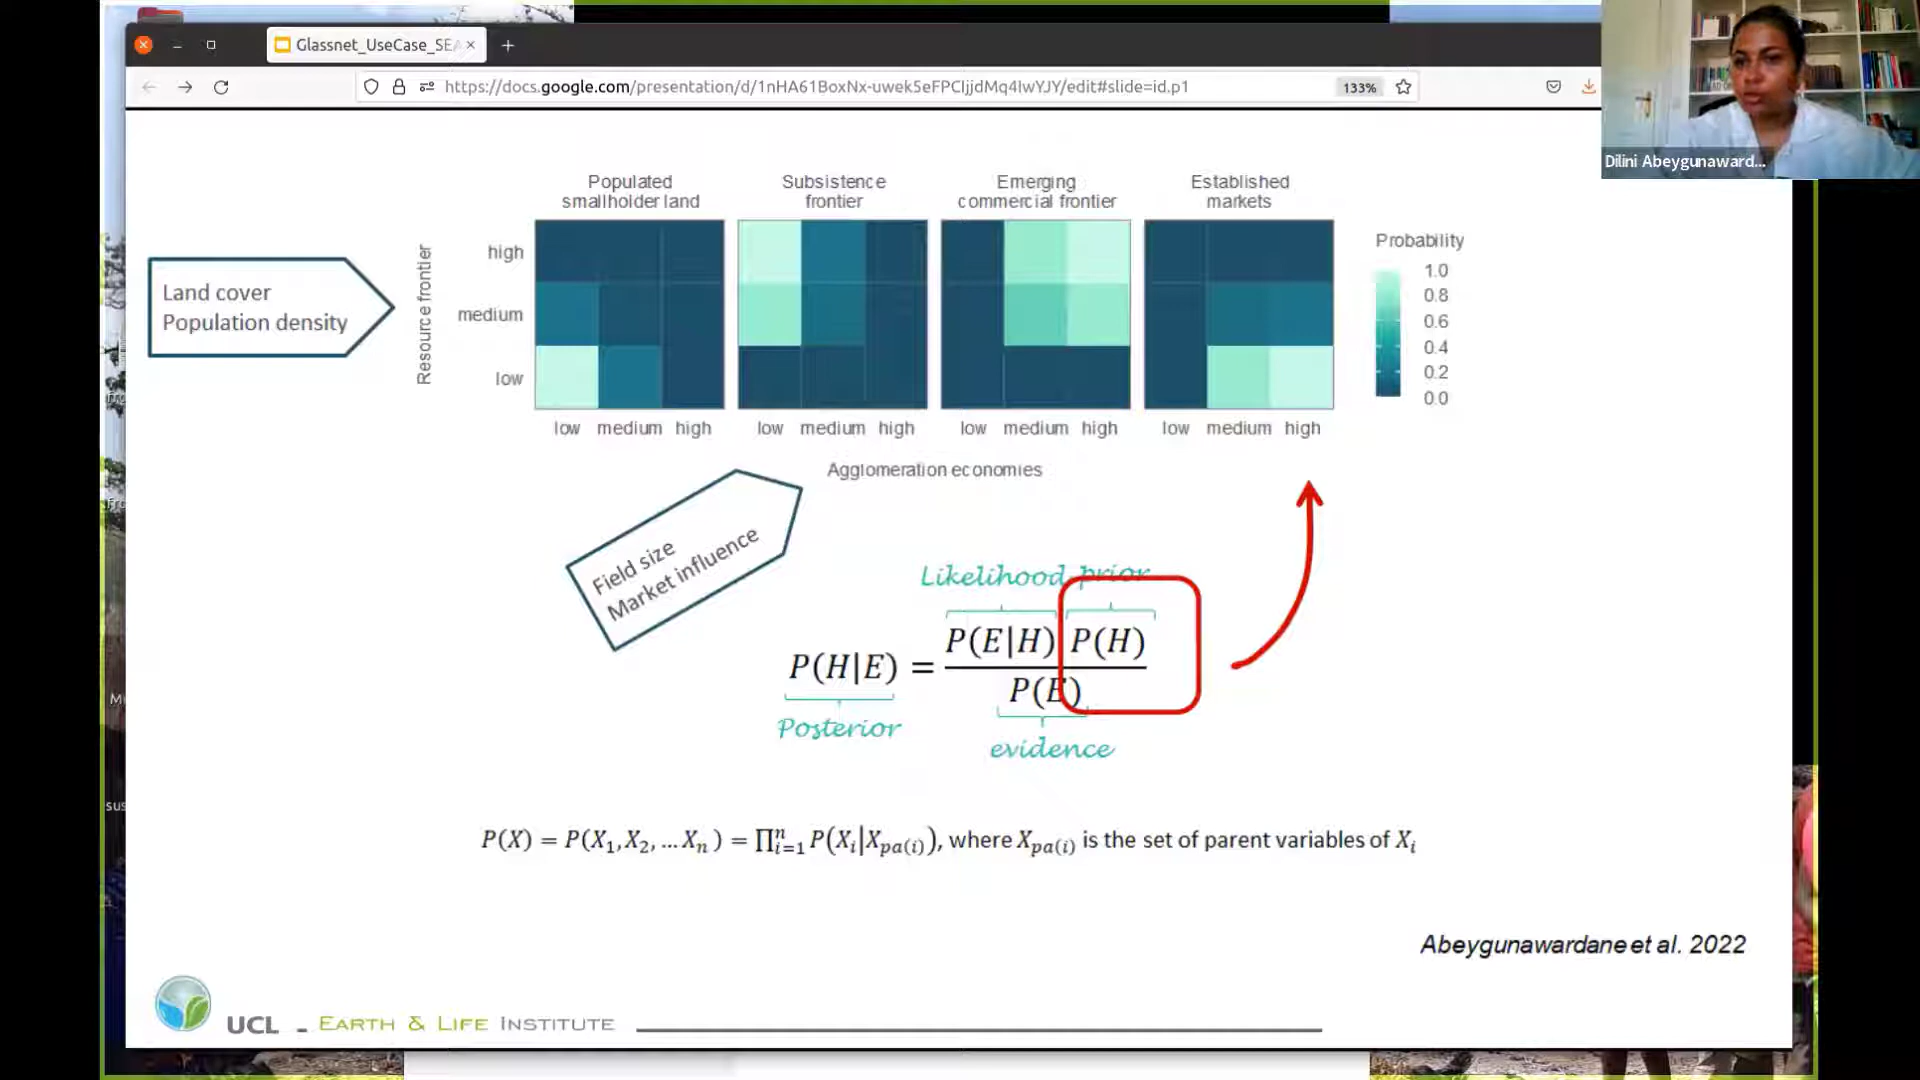 Glassnet_UseCase_SEA
https://docs.google.com/presentation/d/1nHA61BoxNx-uwek5eFPCIjjdMq4lwYJY/edit#slide=id.p1
133%
Dilini Abeygunaward...
Populated
smallholder land
Subsistence
frontier
Emerging
commercial frontier
Established
markets
Land cover
Population density
Resource frontier
high
medium
low
Probability
1.0
0.8
0.6
0.4
0.2
0.0
low medium high
low medium high
low medium high
low medium high
Agglomeration economies
Field size
Market influence
Likelihood prior
P(H|E) = P(E|H) P(H)
P(E)
Posterior
evidence
P(X) = P(X₁, X₂, … Xₙ) = ∏ⁿᵢ₌₁ P(Xᵢ|X_pa(i)), where X_pa(i) is the set of parent variables of Xᵢ
Abeygunawardane et al. 2022
UCL - EARTH & LIFE INSTITUTE